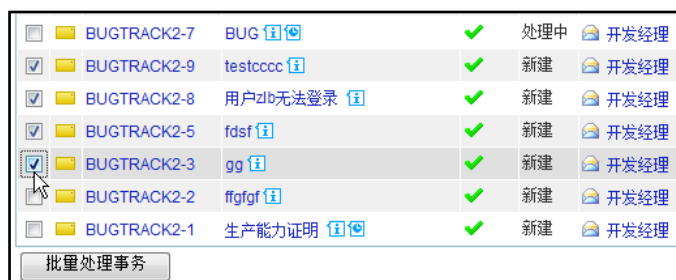 BUGTRACK2-7 BUG 处理中 开发经理
BUGTRACK2-9 testcccc 新建 开发经理
BUGTRACK2-8 用户zlb无法登录 新建 开发经理
BUGTRACK2-5 fdsf 新建 开发经理
BUGTRACK2-3 gg 新建 开发经理
BUGTRACK2-2 ffgfgf 新建 开发经理
BUGTRACK2-1 生产能力证明 新建 开发经理
批量处理事务